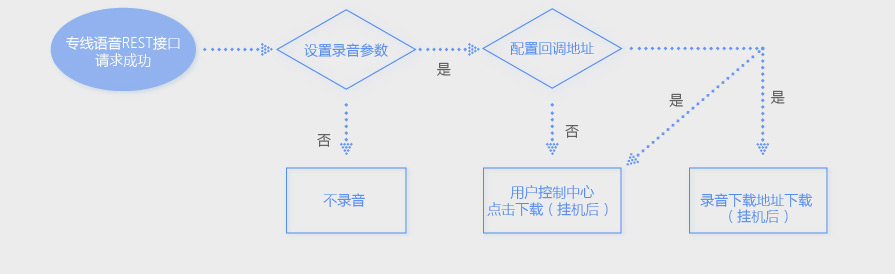 专线语音REST接口
请求成功
设置录音参数
是
配置回调地址
是
是
否
否
不录音
用户控制中心
点击下载（挂机后）
录音下载地址下载
（挂机后）